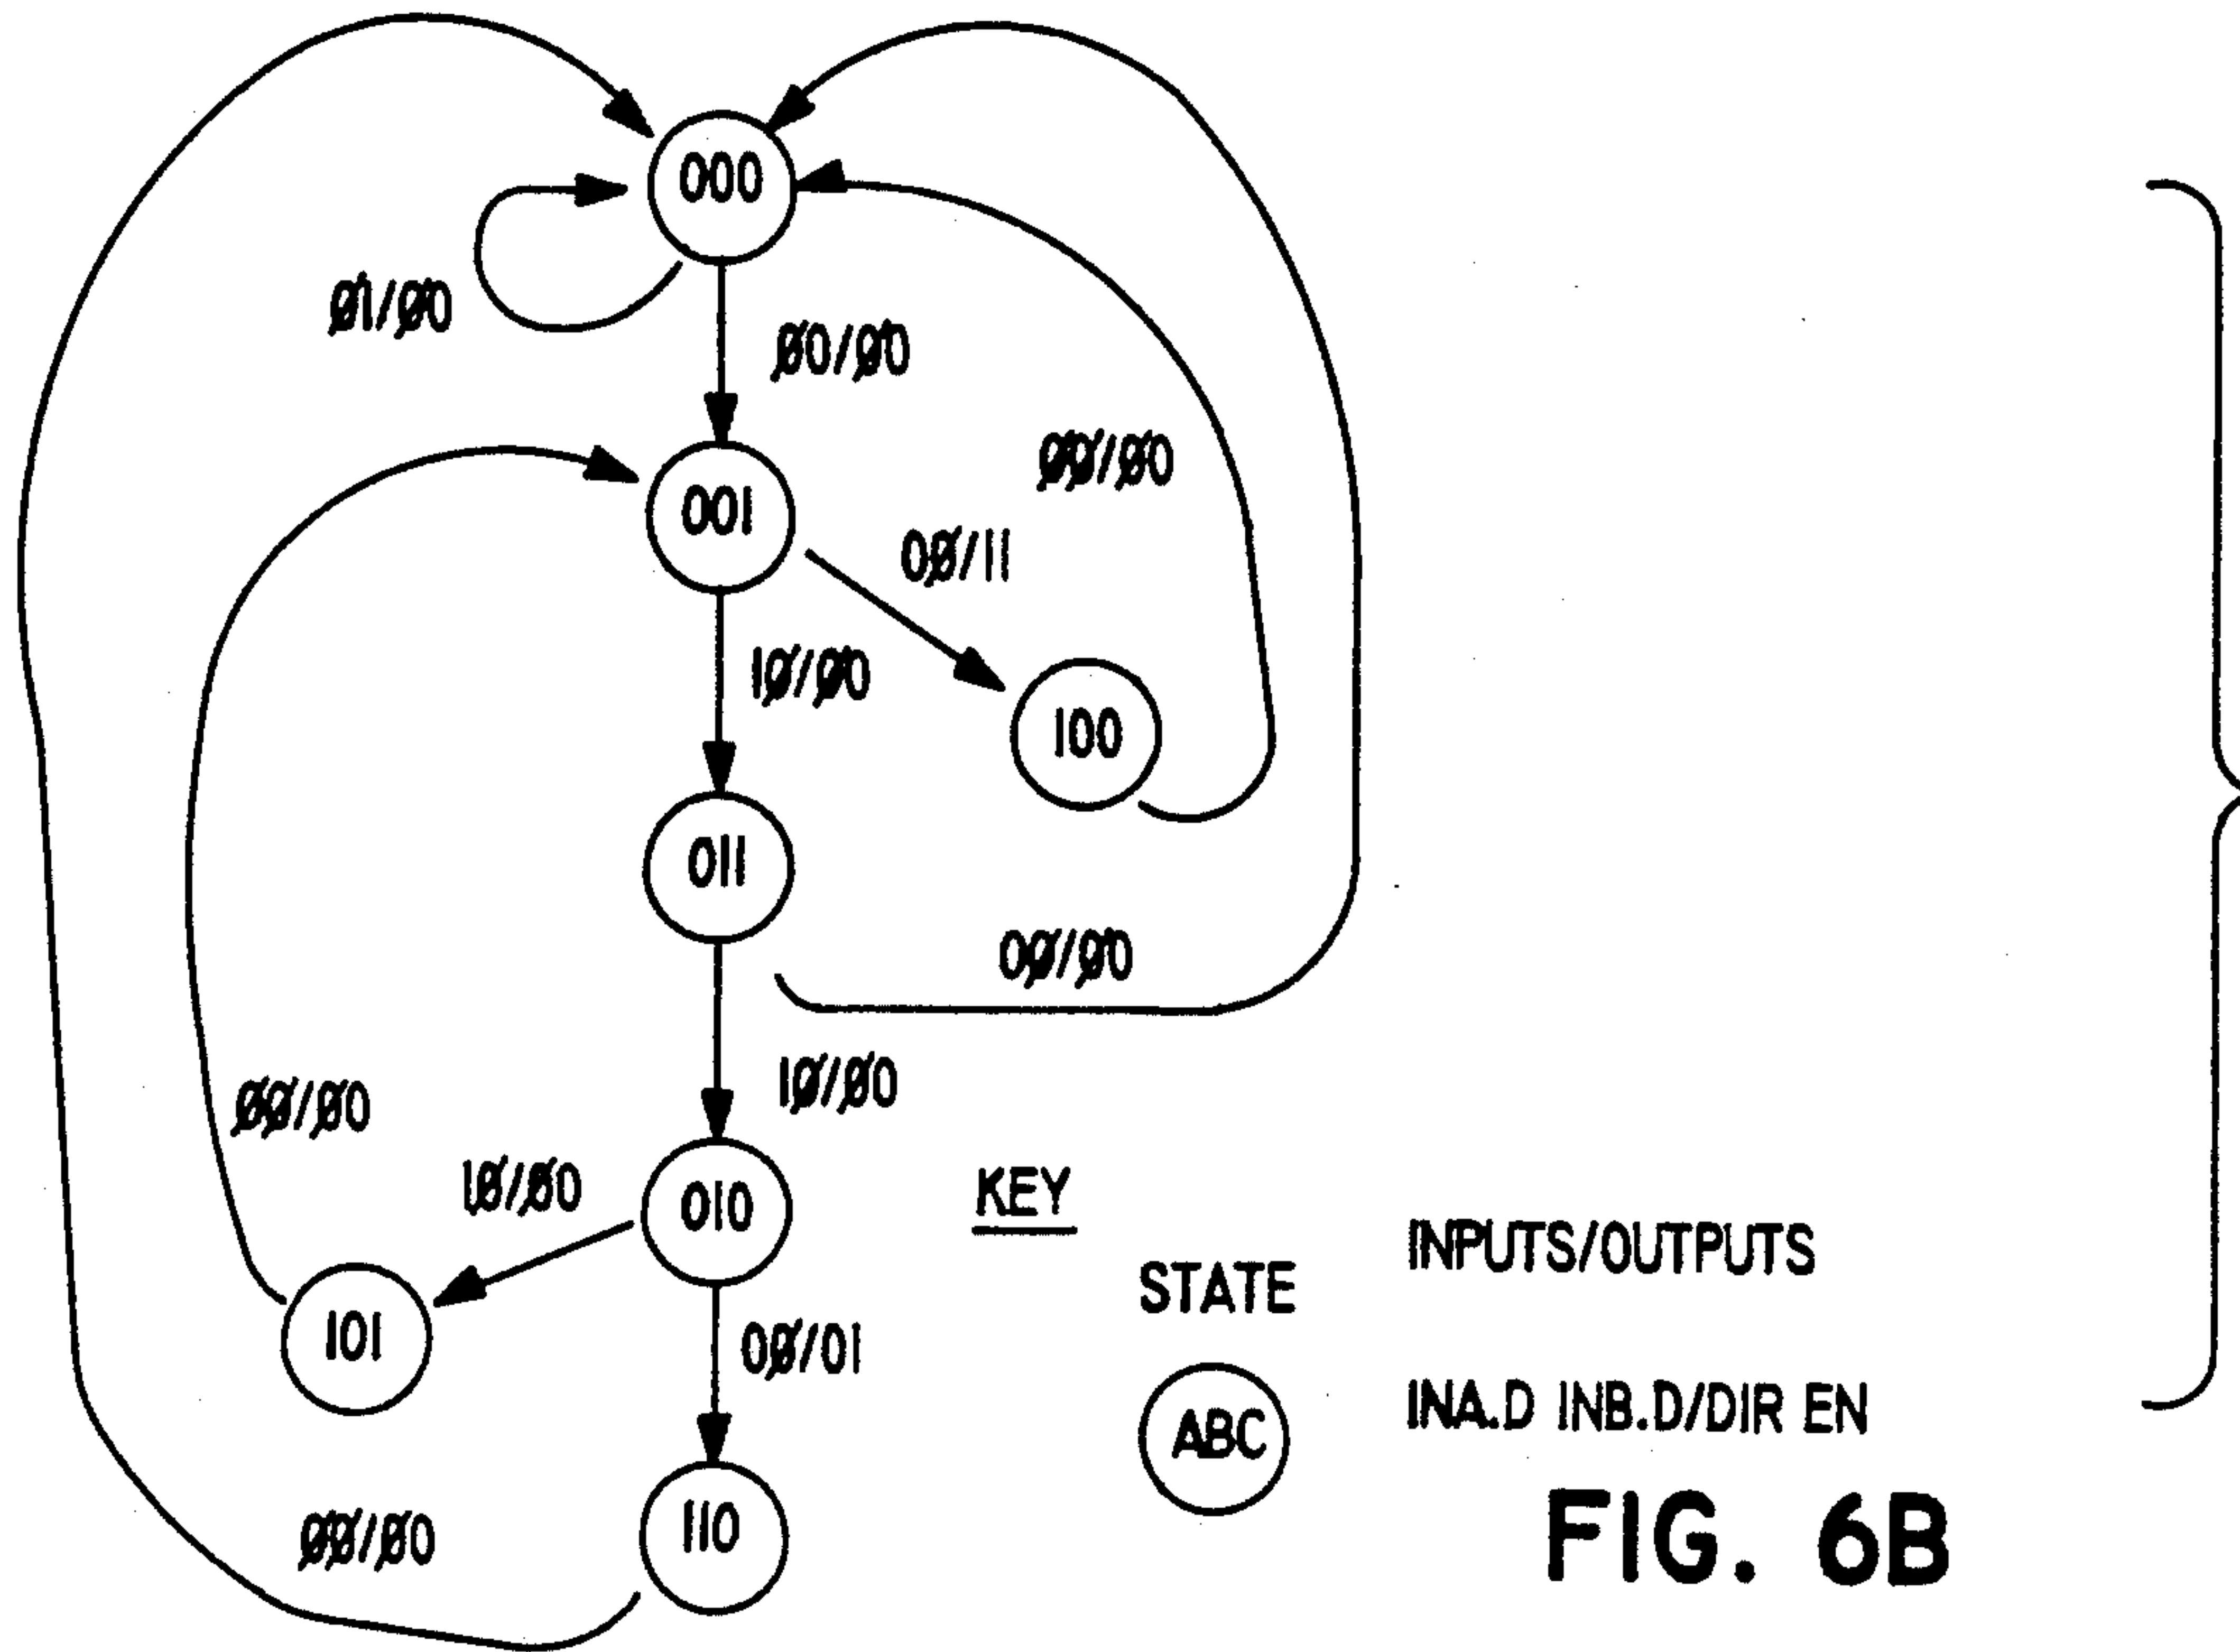 000
Ø1/Ø0
Ø0/Ø0
ØØ/Ø0
001
0Ø/11
1Ø/Ø0
100
011
0Ø/Ø0
1Ø/Ø0
ØØ/Ø0
1Ø/Ø0
010
KEY
INPUTS/OUTPUTS
STATE
101
0Ø/01
INA.D INB.D/DIR EN
ABC
110
ØØ/Ø0
FIG. 6B